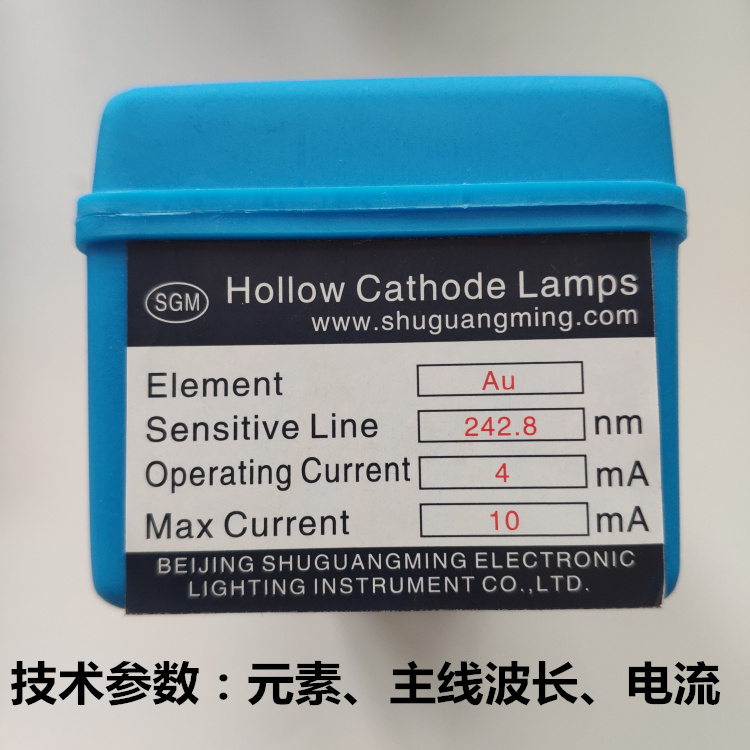 SGM
Hollow Cathode Lamps
www.shuguangming.com
Element Au
Sensitive Line 242.8 nm
Operating Current 4 mA
Max Current 10 mA
BEIJING SHUGUANGMING ELECTRONIC
LIGHTING INSTRUMENT CO.,LTD.
技术参数：元素、主线波长、电流